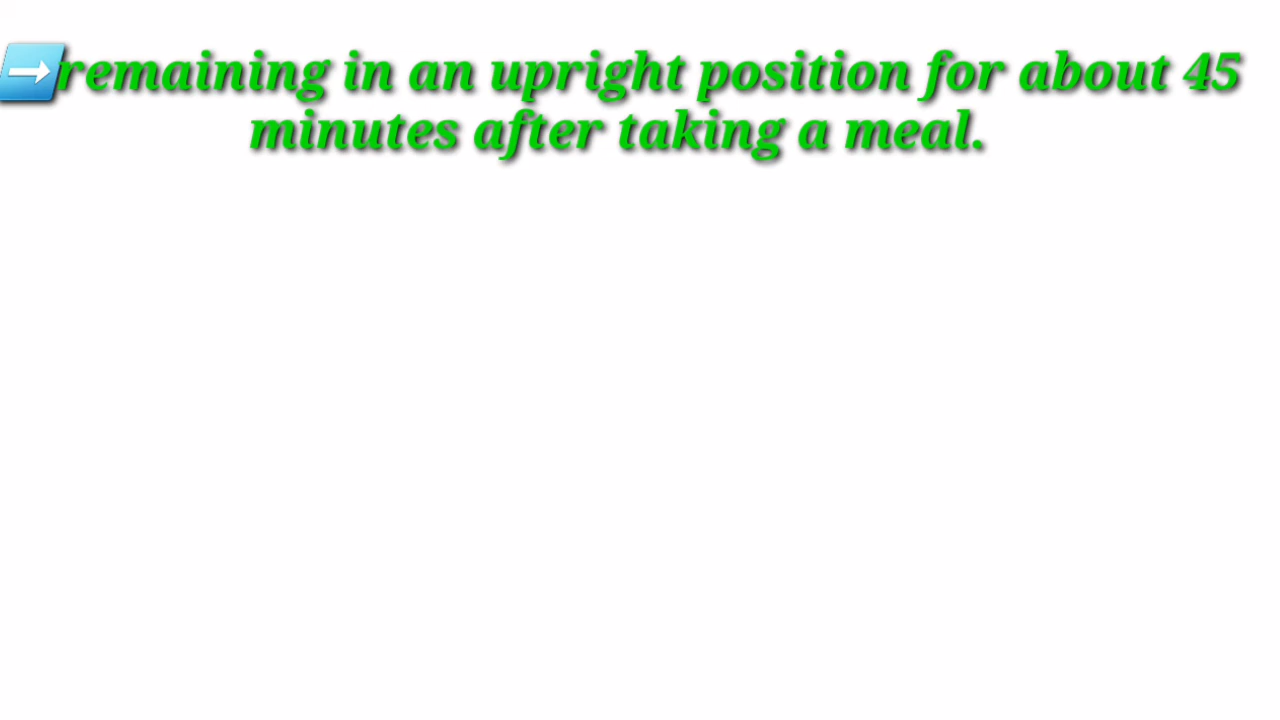 ➡remaining in an upright position for about 45
minutes after taking a meal.